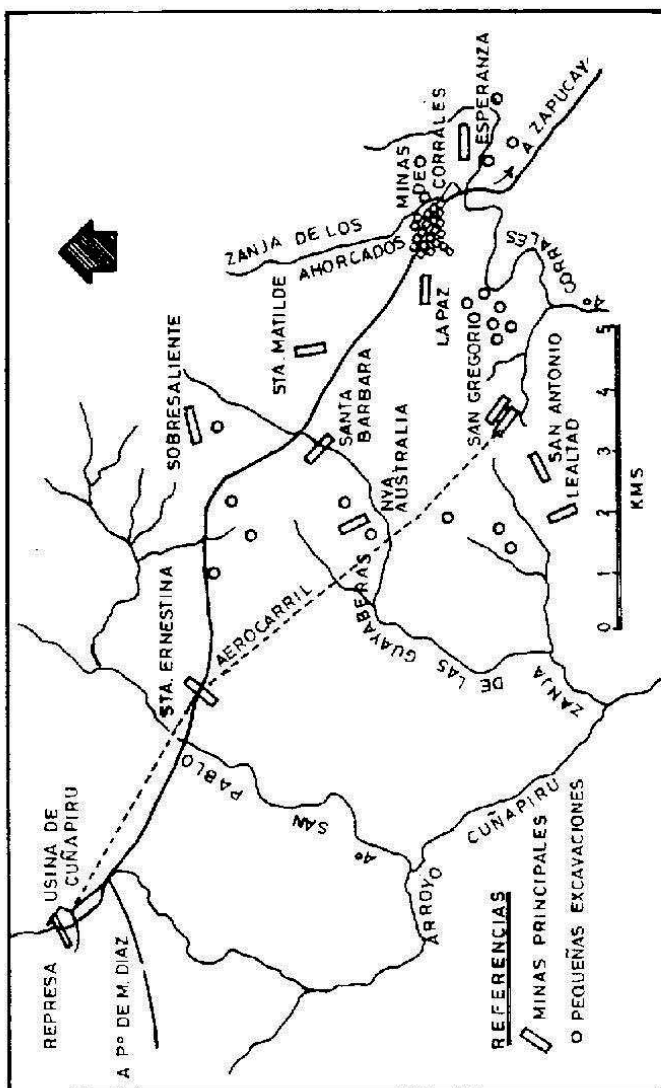 REPRESA
USINA DE
CUÑAPIRU
A Pº DE M. DIAZ
STA. ERNESTINA
AEROCARRIL
SOBRESALIENTE
STA. MATILDE
SANTA
BARBARA
NVA
AUSTRALIA
ZANJA DE LOS
AHORCADOS
MINAS
DE
CORRALES
ESPERANZA
A ZAPUCAY
LA PAZ
SAN GREGORIO
Aº
CORRALES
SAN ANTONIO
LEALTAD
ZANJA
DE LAS
GUAYABERAS
Aº
SAN
PABLO
ARROYO
CUÑAPIRU
0 1 2 3 4 5
KMS
REFERENCIAS
MINAS PRINCIPALES
O PEQUEÑAS EXCAVACIONES